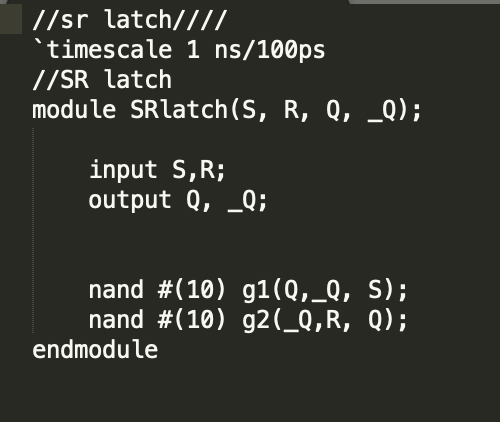 //sr latch////
`timescale 1 ns/100ps
//SR latch
module SRlatch(S, R, Q, _Q);
input S,R;
output Q, _Q;
nand #(10) g1(Q,_Q, S);
nand #(10) g2(_Q,R, Q);
endmodule